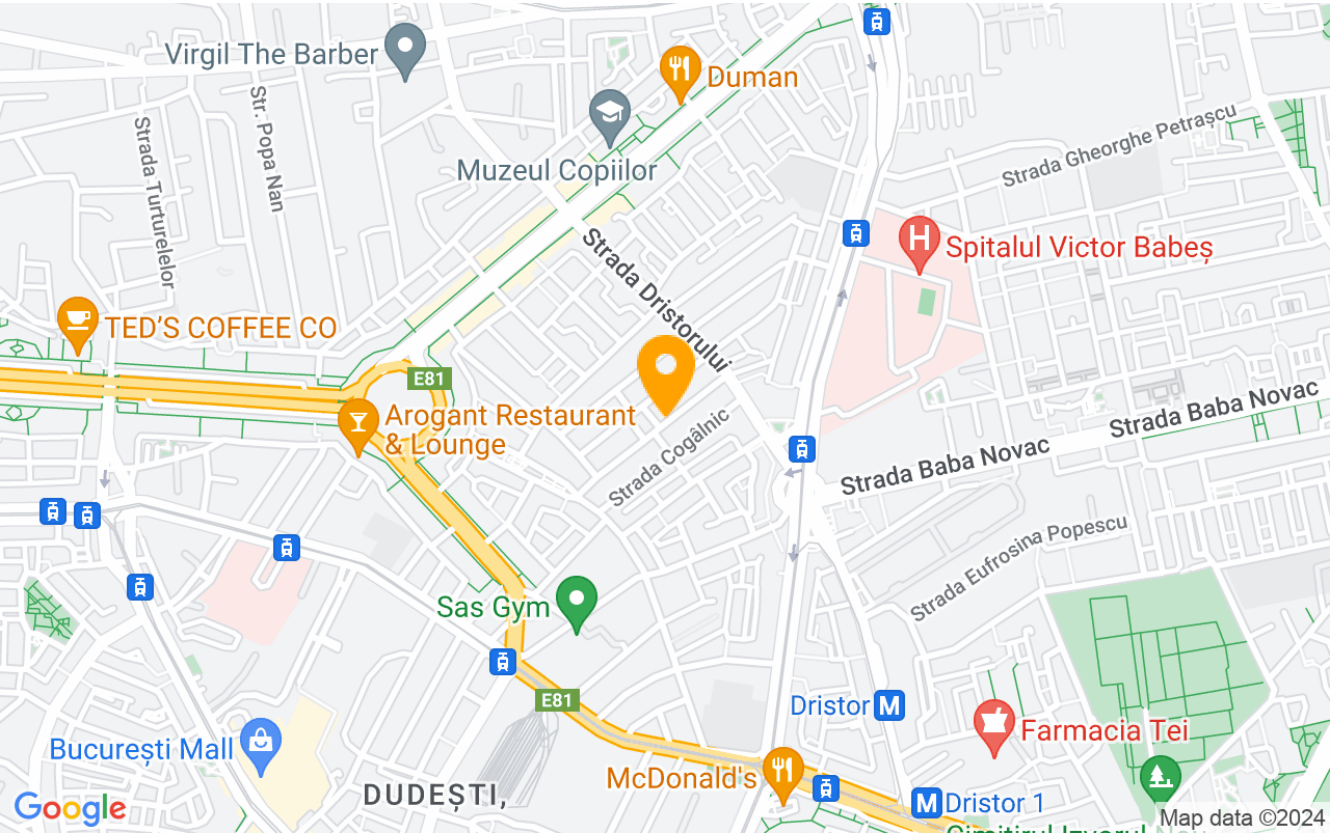 Virgil The Barber
Duman
Str. Popa Nan
Strada Turturelelor
Muzeul Copiilor
Strada Gheorghe Petrașcu
Strada Dristorului
Spitalul Victor Babeș
TED'S COFFEE CO
E81
Arogant Restaurant
& Lounge
Strada Cogâlnic
Strada Baba Novac
Strada Baba Novac
Strada Eufrosina Popescu
Sas Gym
E81
Dristor M
Farmacia Tei
București Mall
McDonald's
DUDEȘTI,
M Dristor 1
Google
Map data ©2024